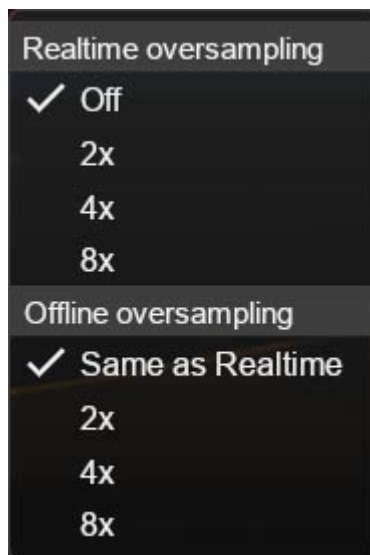 Realtime oversampling
Off
2x
4x
8x
Offline oversampling
Same as Realtime
2x
4x
8x